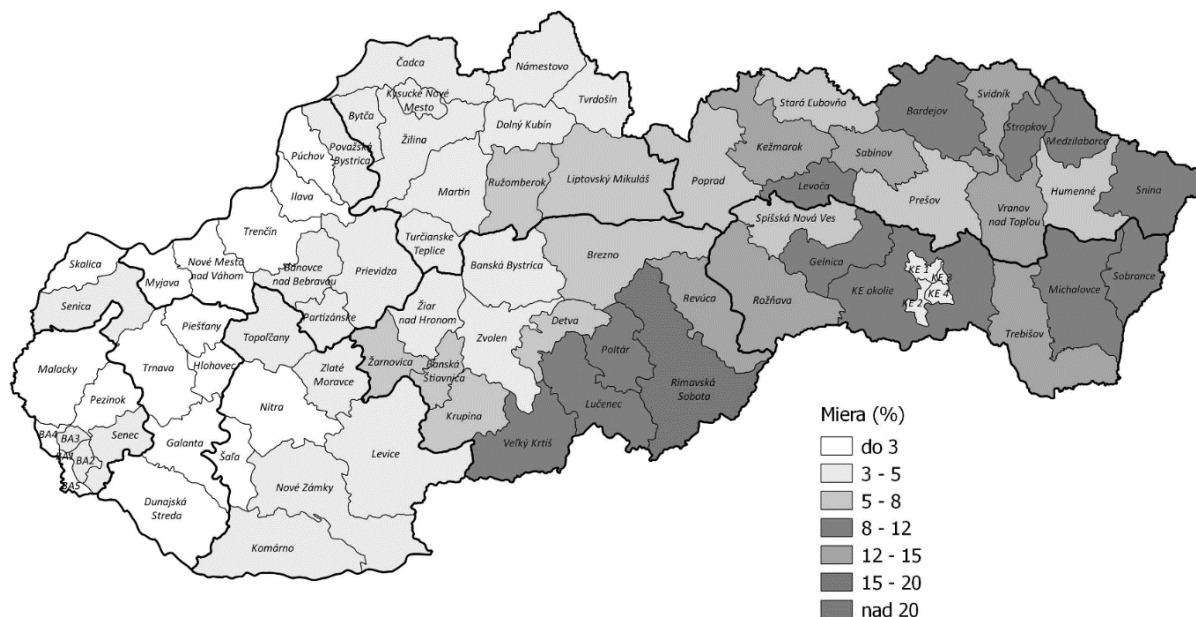 Čadca
Námestovo
Kysucké Nové
Mesto
Tvrdošín
Bytča
Dolný Kubín
Žilina
Považská
Bystrica
Púchov
Martin
Ružomberok
Liptovský Mikuláš
Ilava
Stará Ľubovňa
Bardejov
Svidník
Stropkov
Medzilaborce
Kežmarok
Sabinov
Poprad
Levoča
Prešov
Humenné
Snina
Vranov
nad Topľou
Spišská Nová Ves
Trenčín
Turčianske
Teplice
Banská Bystrica
Brezno
Gelnica
KE 1
KE 3
KE 4
KE 2
KE okolie
Michalovce
Sobrance
Skalica
Myjava
Nové Mesto
nad Váhom
Bánovce
nad Bebravou
Prievidza
Senica
Žiar
nad Hronom
Revúca
Rožňava
Trebišov
Partizánske
Piešťany
Topoľčany
Detva
Zvolen
Poltár
Malacky
Trnava
Hlohovec
Zlaté
Moravce
Žarnovica
Banská
Štiavnica
Rimavská
Sobota
Pezinok
Nitra
Krupina
Lučenec
BA4
BA3
Senec
BA2
BA5
Galanta
Šaľa
Levice
Veľký Krtíš
Dunajská
Streda
Nové Zámky
Komárno
Miera (%)
do 3
3 - 5
5 - 8
8 - 12
12 - 15
15 - 20
nad 20